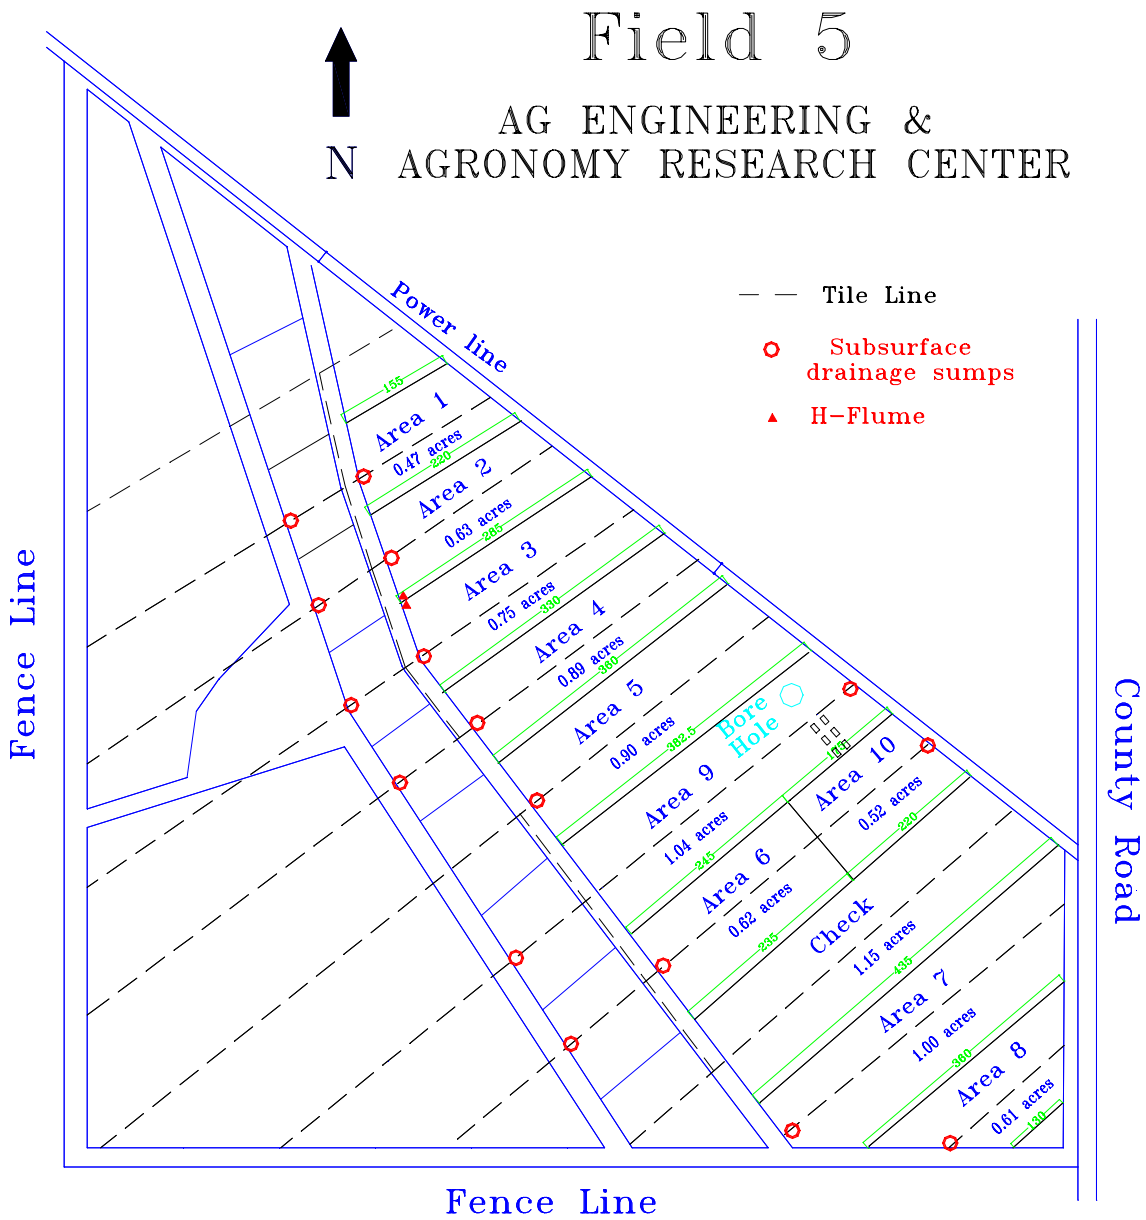 Field 5
AG ENGINEERING &
AGRONOMY RESEARCH CENTER
N
Power line
Tile Line
Subsurface
drainage sumps
H-Flume
155
Area 1
0.47 acres
220
Area 2
0.63 acres
285
Area 3
0.75 acres
330
Area 4
0.89 acres
360
Area 5
0.90 acres
382.5
Bore
Hole
Area 9
1.04 acres
245
Area 10
0.52 acres
220
Area 6
0.62 acres
235
Check
1.15 acres
435
Area 7
1.00 acres
360
Area 8
0.61 acres
130
Fence Line
County Road
Fence Line